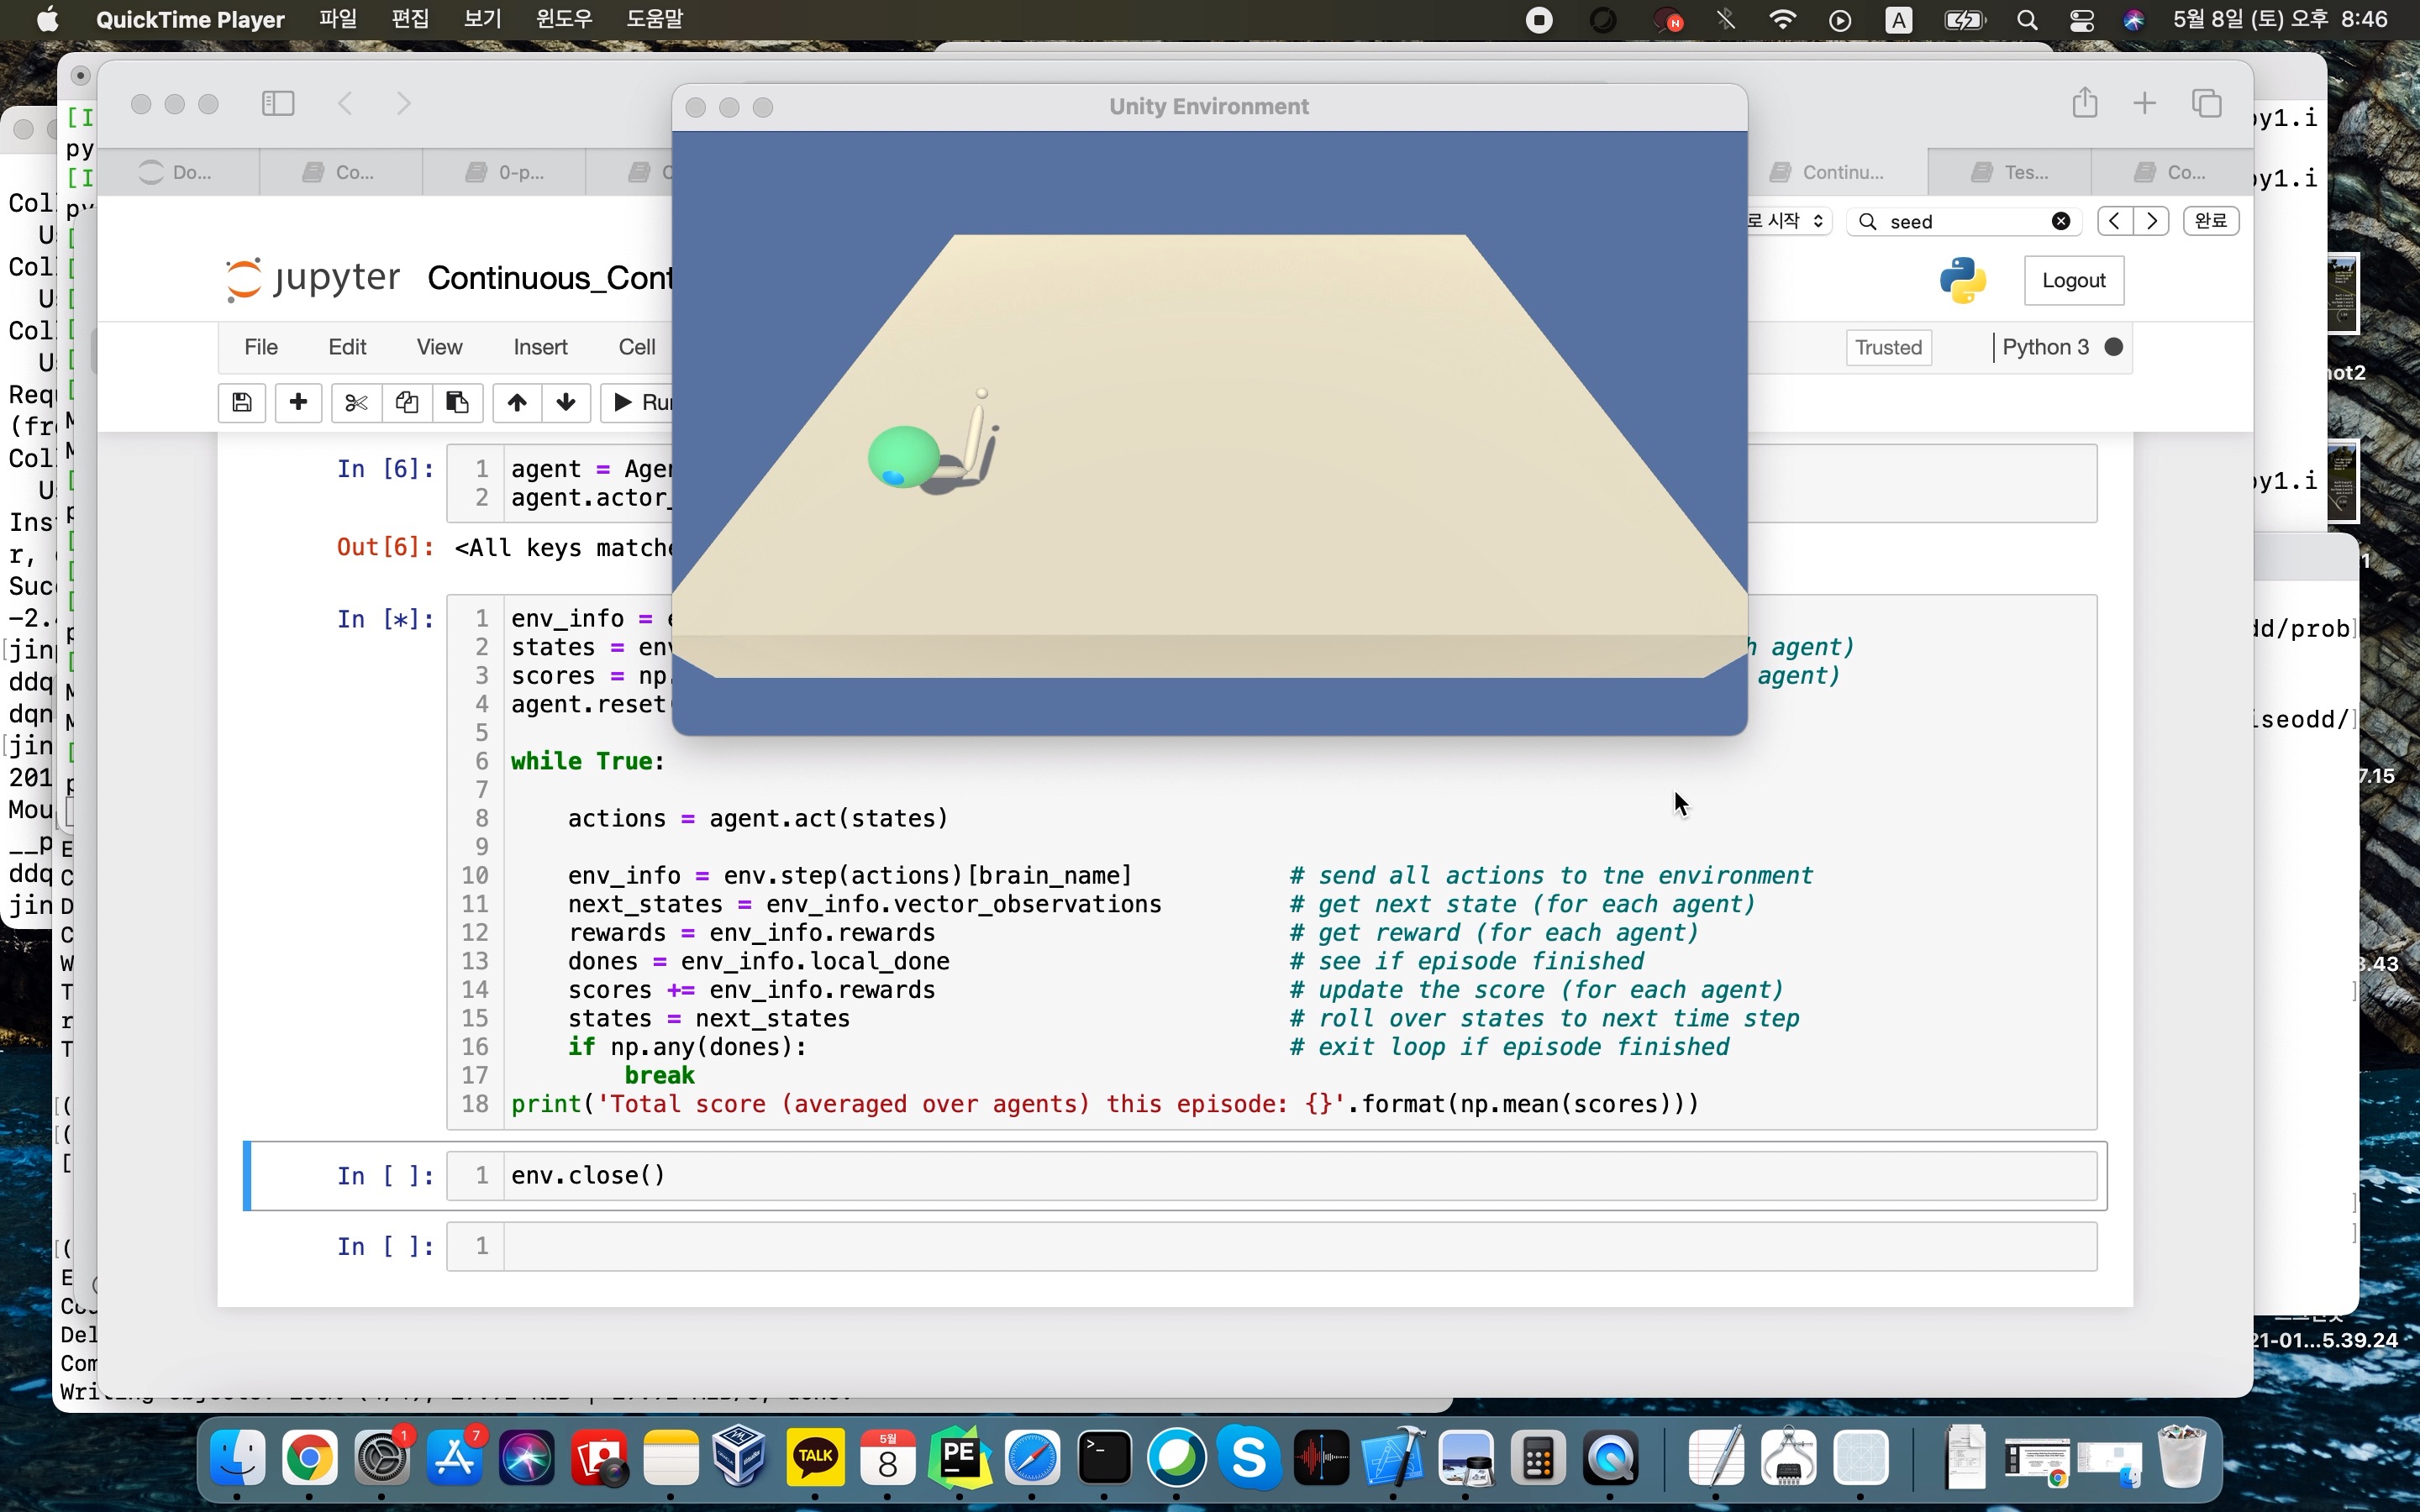 QuickTime Player 파일 편집 보기 윈도우 도움말 N A 5월 8일 (토) 오후 8:46
Unity Environment
Do... Co... 0-p... Continu... Tes... Co...
로 시작 seed 완료
jupyter Continuous_Cont Logout
File Edit View Insert Cell Trusted Python 3
Run
In [6]: 1 agent = Agen
2 agent.actor_
Out[6]: <All keys matche
In [*]: 1 env_info = e
2 states = env h agent)
3 scores = np. agent)
4 agent.reset(
5
6 while True:
7
8 actions = agent.act(states)
9
10 env_info = env.step(actions)[brain_name] # send all actions to tne environment
11 next_states = env_info.vector_observations # get next state (for each agent)
12 rewards = env_info.rewards # get reward (for each agent)
13 dones = env_info.local_done # see if episode finished
14 scores += env_info.rewards # update the score (for each agent)
15 states = next_states # roll over states to next time step
16 if np.any(dones): # exit loop if episode finished
17 break
18 print('Total score (averaged over agents) this episode: {}'.format(np.mean(scores)))
In [ ]: 1 env.close()
In [ ]: 1
[I
py
[I
Col
U
Col
Col
Req
(fr
Col
Ins
r,
Suc
-2.
jin
ddq
dqn
jin
201
Mou
__p
ddq
jin
Del
Com
py1.i
py1.i
py1.i
dd/prob
iseodd/
7.15
3.43
21-01...5.39.24
1 7 TALK 5월 8 PE >_ S